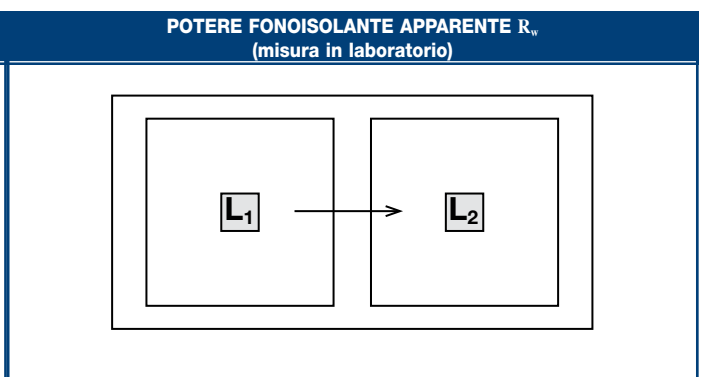 POTERE FONOISOLANTE APPARENTE Rw
(misura in laboratorio)
L1 L2